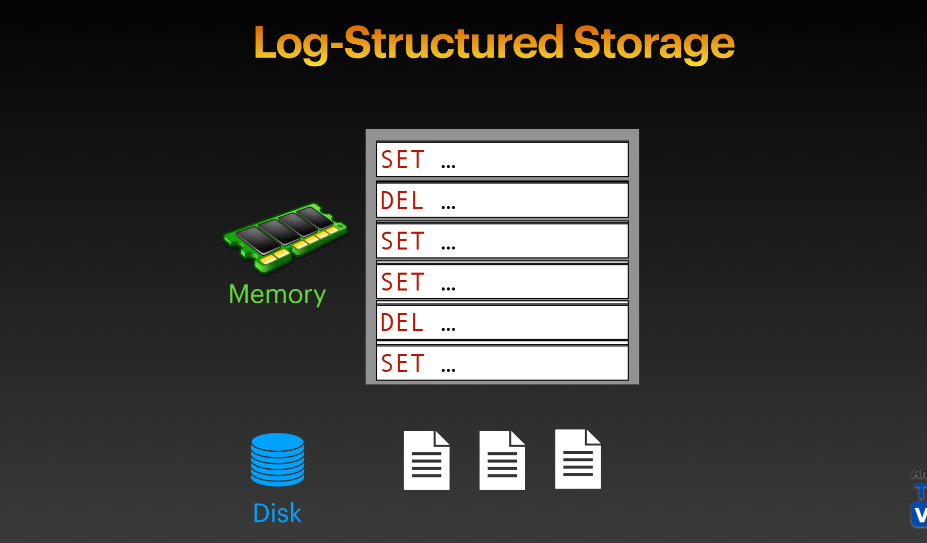 Log-Structured Storage
SET …
DEL …
SET …
SET …
DEL …
SET …
Memory
Disk